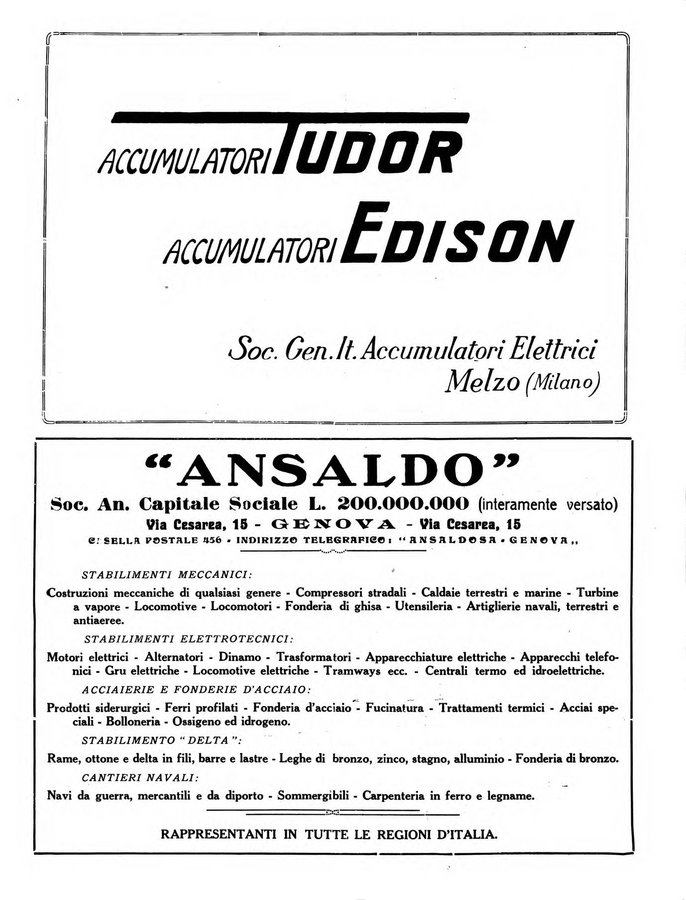 ACCUMULATORI TUDOR
ACCUMULATORI EDISON
Soc. Gen. It. Accumulatori Elettrici
Melzo (Milano)
“ANSALDO”
Soc. An. Capitale Sociale L. 200.000.000 (interamente versato)
Via Cesarea, 15 - GENOVA - Via Cesarea, 15
C: SELLA POSTALE 456 - INDIRIZZO TELEGRAFICO: “ANSALDOSA - GENOVA„
STABILIMENTI MECCANICI:
Costruzioni meccaniche di qualsiasi genere - Compressori stradali - Caldaie terrestri e marine - Turbine
a vapore - Locomotive - Locomotori - Fonderia di ghisa - Utensileria - Artiglierie navali, terrestri e
antiaeree.
STABILIMENTI ELETTROTECNICI:
Motori elettrici - Alternatori - Dinamo - Trasformatori - Apparecchiature elettriche - Apparecchi telefo-
nici - Gru elettriche - Locomotive elettriche - Tramways ecc. - Centrali termo ed idroelettriche.
ACCIAIERIE E FONDERIE D'ACCIAIO:
Prodotti siderurgici - Ferri profilati - Fonderia d'acciaio - Fucinatura - Trattamenti termici - Acciai spe-
ciali - Bolloneria - Ossigeno ed idrogeno.
STABILIMENTO “DELTA”:
Rame, ottone e delta in fili, barre e lastre - Leghe di bronzo, zinco, stagno, alluminio - Fonderia di bronzo.
CANTIERI NAVALI:
Navi da guerra, mercantili e da diporto - Sommergibili - Carpenteria in ferro e legname.
RAPPRESENTANTI IN TUTTE LE REGIONI D'ITALIA.